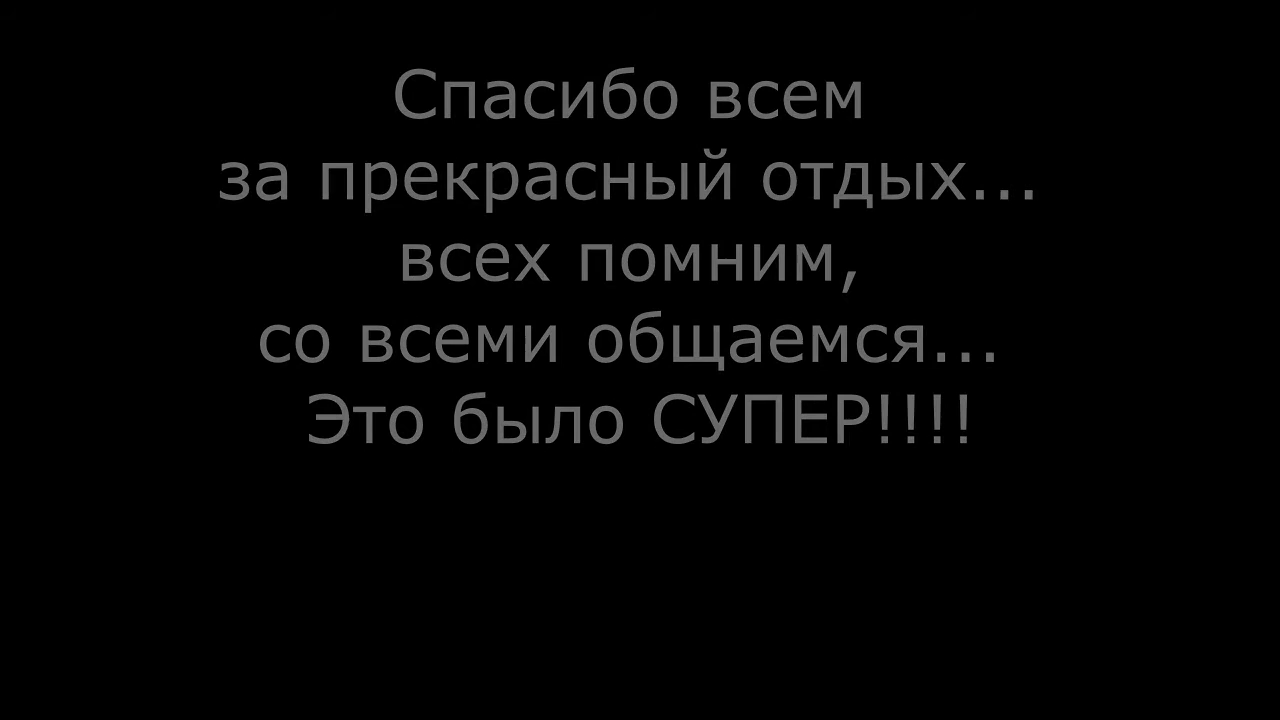 Спасибо всем
за прекрасный отдых...
всех помним,
со всеми общаемся...
Это было СУПЕР!!!!